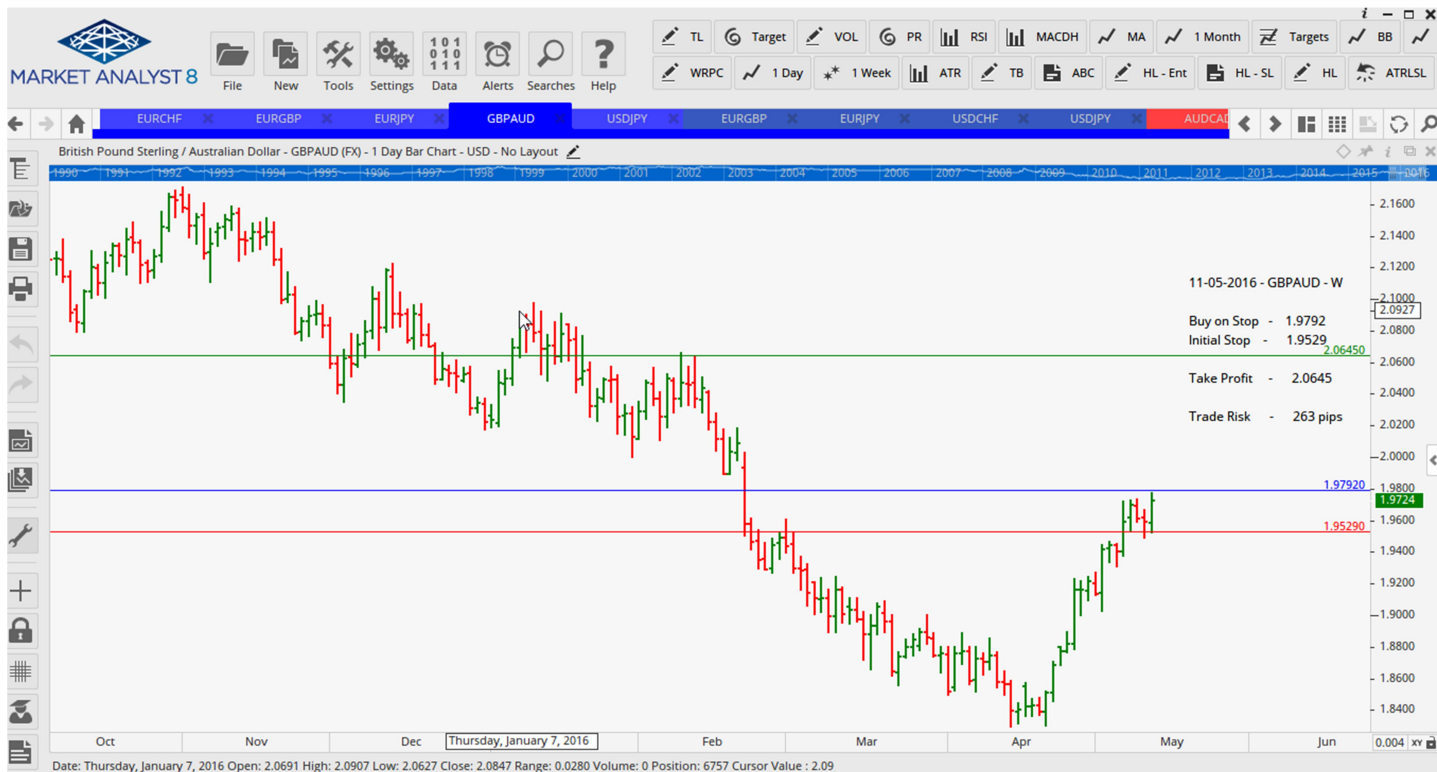 MARKET ANALYST 8
File New Tools Settings Data Alerts Searches Help
TL Target VOL PR RSI MACDH MA 1 Month Targets BB
WRPC 1 Day 1 Week ATR TB ABC HL - Ent HL - SL HL ATRLSL
EURCHF EURGBP EURJPY GBPAUD USDJPY EURGBP EURJPY USDCHF USDJPY AUDCAD
British Pound Sterling / Australian Dollar - GBPAUD (FX) - 1 Day Bar Chart - USD - No Layout
1990 1991 1992 1993 1994 1995 1996 1997 1998 1999 2000 2001 2002 2003 2004 2005 2006 2007 2008 2009 2010 2011 2012 2013 2014 2015 2016
2.1600
2.1400
2.1200
2.1000
2.0927
2.0800
2.0600
2.0400
2.0200
2.0000
1.9800
1.9724
1.9600
1.9400
1.9200
1.9000
1.8800
1.8600
1.8400
11-05-2016 - GBPAUD - W
Buy on Stop - 1.9792
Initial Stop - 1.9529
2.06450
Take Profit - 2.0645
Trade Risk - 263 pips
1.97920
1.95290
Oct Nov Dec Thursday, January 7, 2016 Feb Mar Apr May Jun 0.004 XY
Date: Thursday, January 7, 2016 Open: 2.0691 High: 2.0907 Low: 2.0627 Close: 2.0847 Range: 0.0280 Volume: 0 Position: 6757 Cursor Value : 2.09